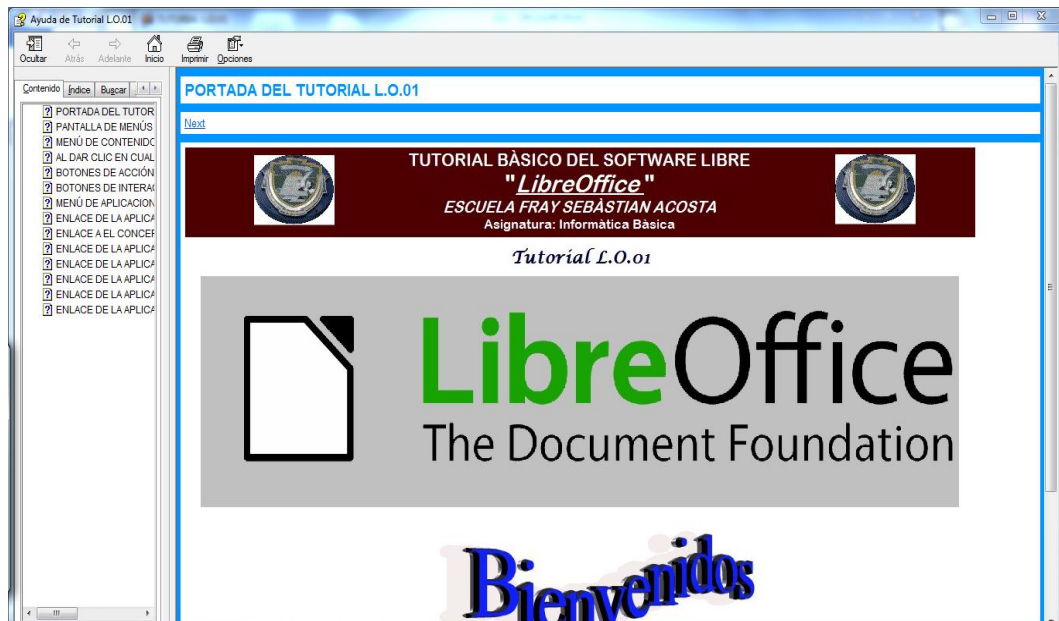 Ayuda de Tutorial L.O.01
Ocultar Atrás Adelante Inicio Imprimir Opciones
Contenido Índice Buscar
PORTADA DEL TUTOR
PANTALLA DE MENÚS
MENÚ DE CONTENIDO
AL DAR CLIC EN CUAL
BOTONES DE ACCIÓN
BOTONES DE INTERA
MENÚ DE APLICACION
ENLACE DE LA APLICA
ENLACE A EL CONCEP
ENLACE DE LA APLICA
ENLACE DE LA APLICA
ENLACE DE LA APLICA
ENLACE DE LA APLICA
ENLACE DE LA APLICA
PORTADA DEL TUTORIAL L.O.01
Next
TUTORIAL BÀSICO DEL SOFTWARE LIBRE
"LibreOffice"
ESCUELA FRAY SEBÀSTIAN ACOSTA
Asignatura: Informàtica Bàsica
Tutorial L.O.01
LibreOffice
The Document Foundation
Bienvenidos